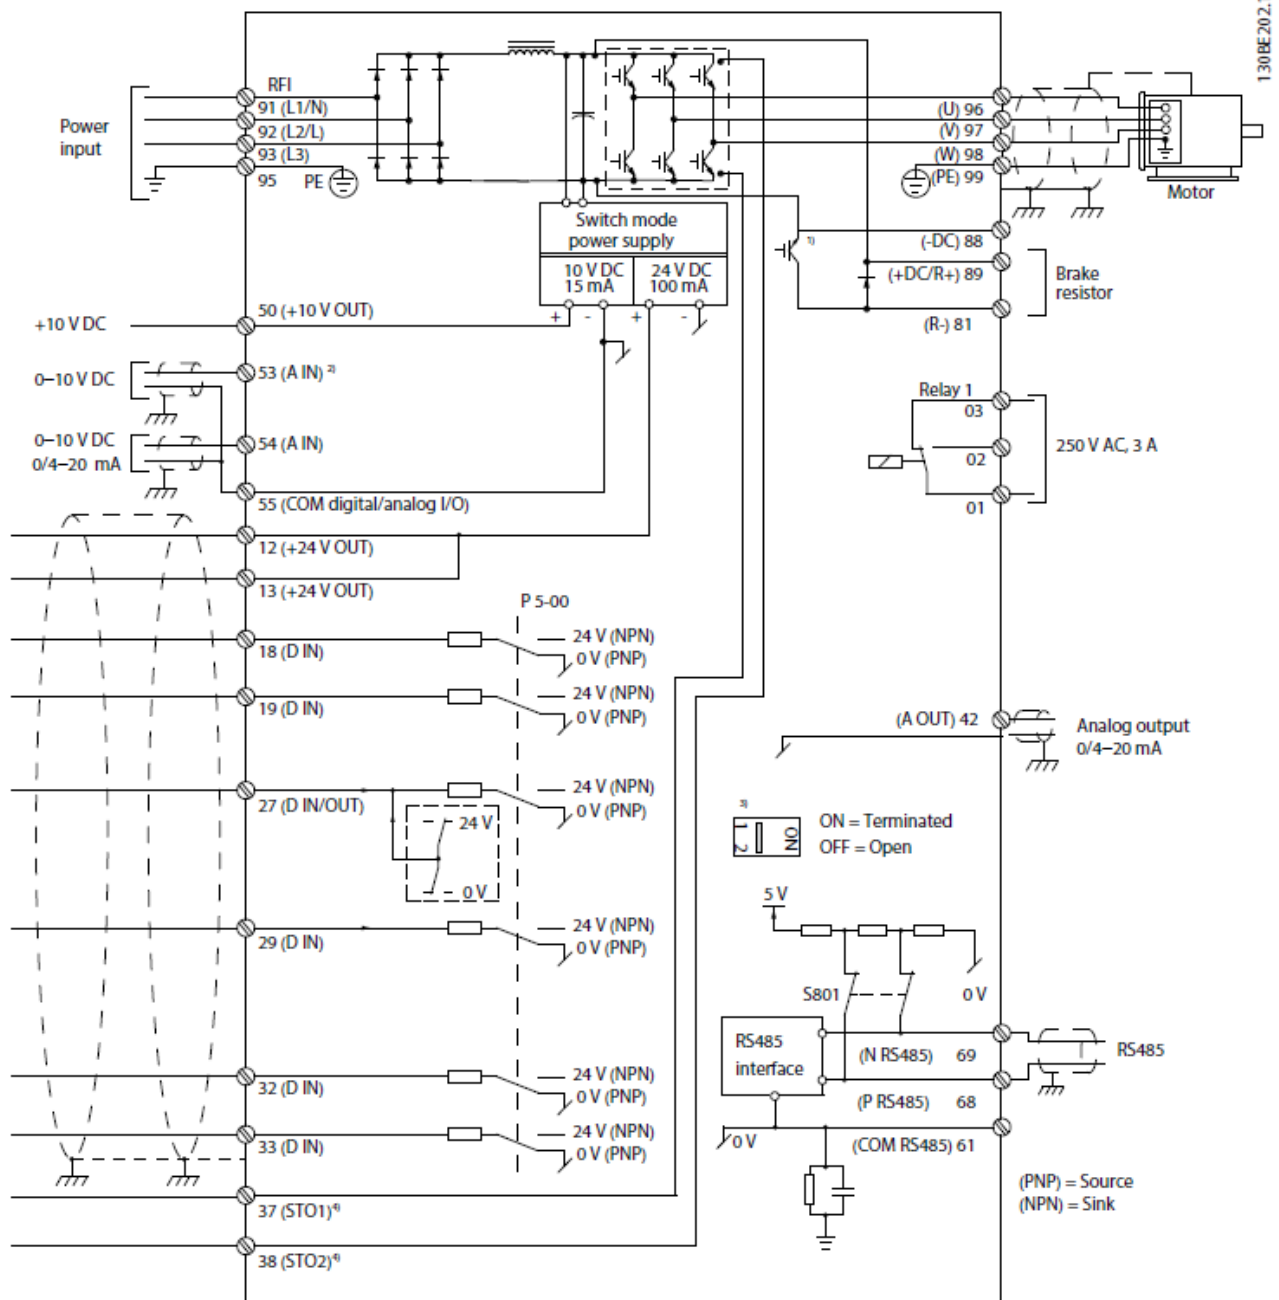 130BE202.
RFI
91 (L1/N)
92 (L2/L)
93 (L3)
95 PE
Power
input
(U) 96
(V) 97
(W) 98
(PE) 99
Motor
Switch mode
power supply
10 V DC
15 mA
24 V DC
100 mA
+ - + -
1)
(-DC) 88
(+DC/R+) 89
(R-) 81
Brake
resistor
+10 V DC
50 (+10 V OUT)
0–10 V DC
53 (A IN) 2)
0–10 V DC
0/4–20 mA
54 (A IN)
55 (COM digital/analog I/O)
12 (+24 V OUT)
13 (+24 V OUT)
Relay 1
03
02
01
250 V AC, 3 A
P 5-00
18 (D IN)
24 V (NPN)
0 V (PNP)
19 (D IN)
24 V (NPN)
0 V (PNP)
27 (D IN/OUT)
24 V (NPN)
0 V (PNP)
24 V
0 V
29 (D IN)
24 V (NPN)
0 V (PNP)
32 (D IN)
24 V (NPN)
0 V (PNP)
33 (D IN)
24 V (NPN)
0 V (PNP)
37 (STO1)4)
38 (STO2)4)
(A OUT) 42
Analog output
0/4–20 mA
3)
1 2 ON
ON = Terminated
OFF = Open
5 V
S801
0 V
RS485
interface
(N RS485) 69
(P RS485) 68
RS485
0 V
(COM RS485) 61
(PNP) = Source
(NPN) = Sink